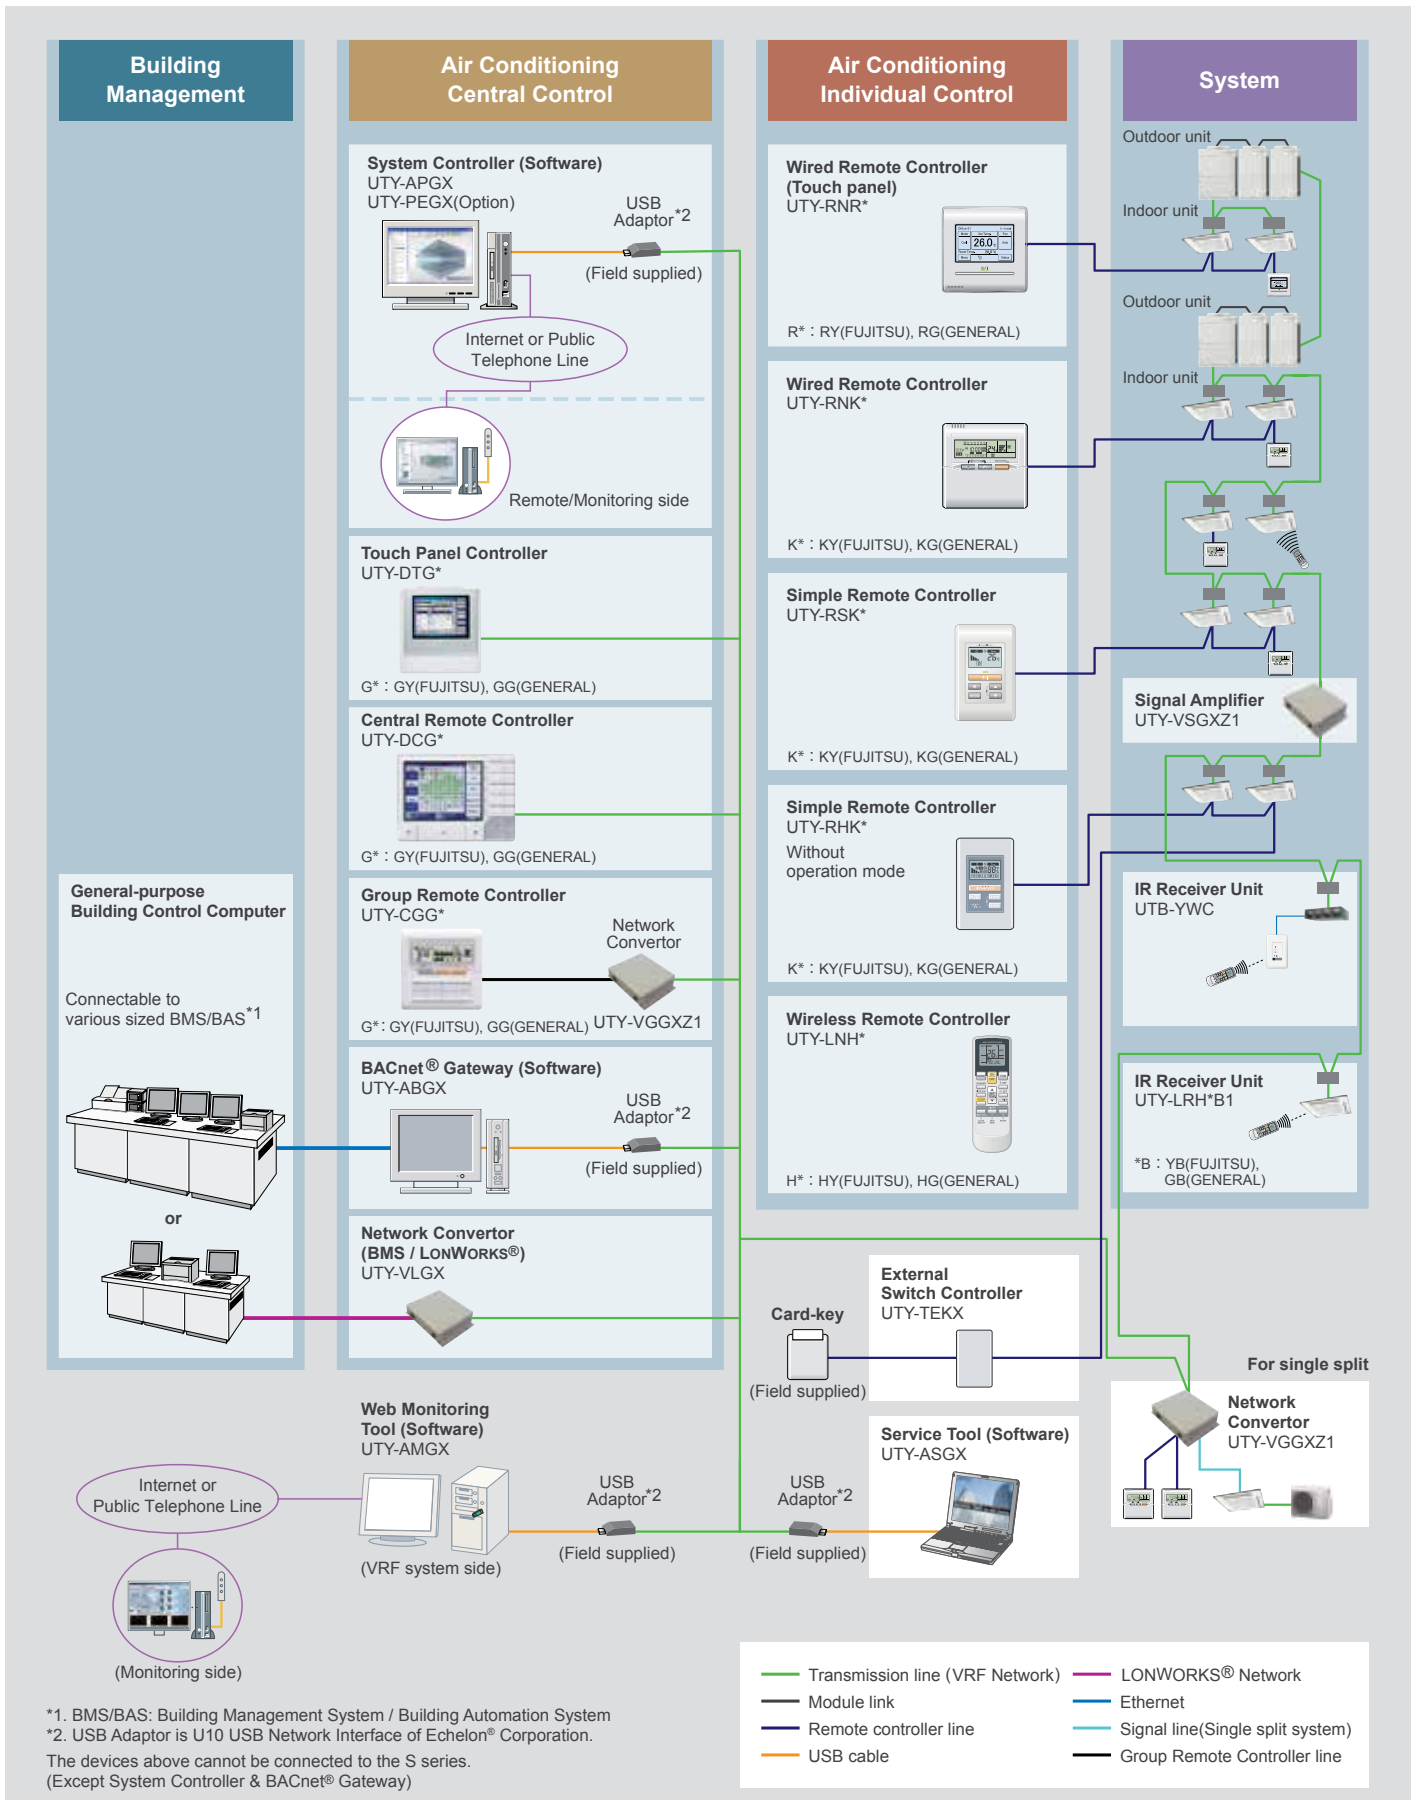 Building
Management
Air Conditioning
Central Control
Air Conditioning
Individual Control
System
System Controller (Software)
UTY-APGX
UTY-PEGX(Option)
USB
Adaptor*2
(Field supplied)
Internet or Public
Telephone Line
Remote/Monitoring side
Touch Panel Controller
UTY-DTG*
G* : GY(FUJITSU), GG(GENERAL)
Central Remote Controller
UTY-DCG*
G* : GY(FUJITSU), GG(GENERAL)
Group Remote Controller
UTY-CGG*
Network
Convertor
G* : GY(FUJITSU), GG(GENERAL)
UTY-VGGXZ1
BACnet® Gateway (Software)
UTY-ABGX
USB
Adaptor*2
(Field supplied)
Network Convertor
(BMS / LONWORKS®)
UTY-VLGX
General-purpose
Building Control Computer
Connectable to
various sized BMS/BAS*1
or
Wired Remote Controller
(Touch panel)
UTY-RNR*
26.0
R* : RY(FUJITSU), RG(GENERAL)
Wired Remote Controller
UTY-RNK*
K* : KY(FUJITSU), KG(GENERAL)
Simple Remote Controller
UTY-RSK*
K* : KY(FUJITSU), KG(GENERAL)
Simple Remote Controller
UTY-RHK*
Without
operation mode
K* : KY(FUJITSU), KG(GENERAL)
Wireless Remote Controller
UTY-LNH*
H* : HY(FUJITSU), HG(GENERAL)
Outdoor unit
Indoor unit
Outdoor unit
Indoor unit
Signal Amplifier
UTY-VSGXZ1
IR Receiver Unit
UTB-YWC
IR Receiver Unit
UTY-LRH*B1
*B : YB(FUJITSU),
GB(GENERAL)
External
Switch Controller
UTY-TEKX
Card-key
(Field supplied)
For single split
Network
Convertor
UTY-VGGXZ1
Web Monitoring
Tool (Software)
UTY-AMGX
(VRF system side)
Internet or
Public Telephone Line
(Monitoring side)
USB
Adaptor*2
(Field supplied)
USB
Adaptor*2
(Field supplied)
Service Tool (Software)
UTY-ASGX
Transmission line (VRF Network)
Module link
Remote controller line
USB cable
LONWORKS® Network
Ethernet
Signal line(Single split system)
Group Remote Controller line
*1. BMS/BAS: Building Management System / Building Automation System
*2. USB Adaptor is U10 USB Network Interface of Echelon® Corporation.
The devices above cannot be connected to the S series.
(Except System Controller & BACnet® Gateway)